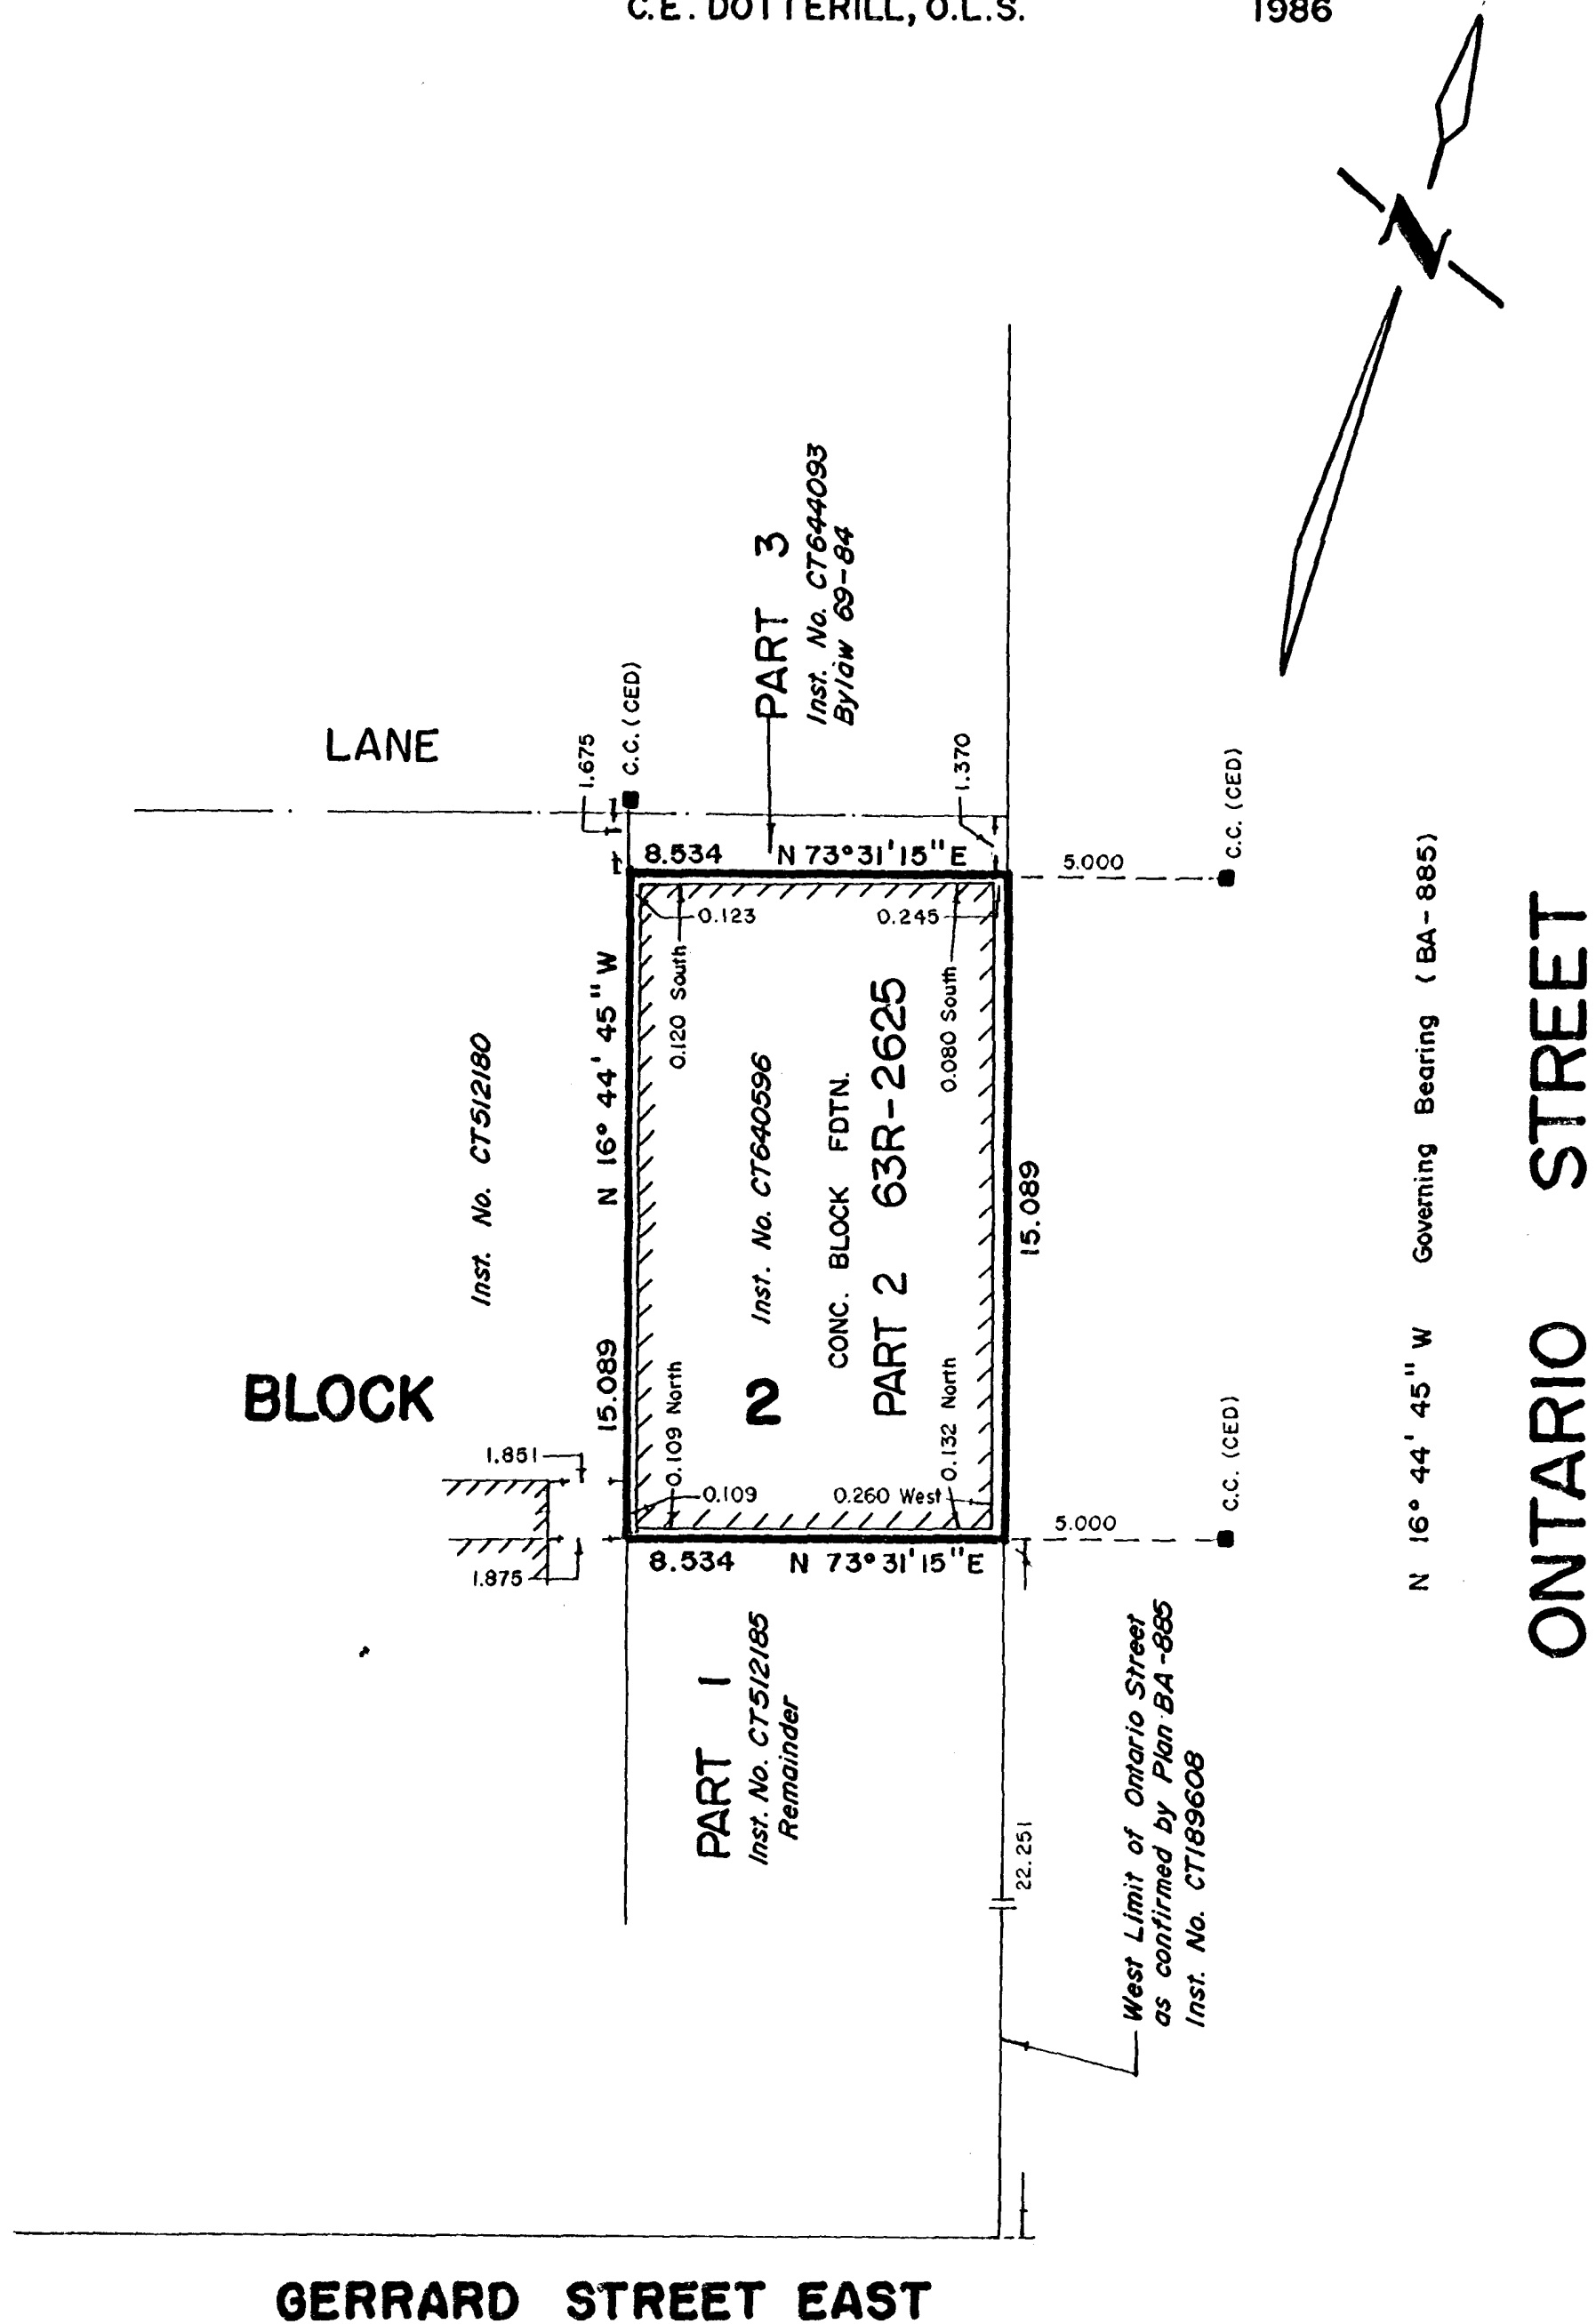 C.E. DOTTERILL, O.L.S. 1986
N
PART 3
Inst. No. CT644093
Bylaw 69-84
LANE
1.675
C.C. (CED)
1.370
C.C. (CED)
8.534 N 73°31'15"E
5.000
0.123
0.245
0.120 South
0.080 South
N 16° 44' 45" W
15.089
Inst. No. CT512180
BLOCK
2
Inst. No. CT640596
CONC. BLOCK FDTN.
PART 2 63R-2625
15.089
1.851
1.875
0.109 North
0.132 North
0.109
0.260 West
8.534 N 73°31'15"E
5.000
C.C. (CED)
N 16° 44' 45" W Governing Bearing (BA-885)
ONTARIO STREET
PART 1
Inst. No. CT512185
Remainder
22.251
West Limit of Ontario Street
as confirmed by Plan BA-885
Inst. No. CT189608
GERRARD STREET EAST